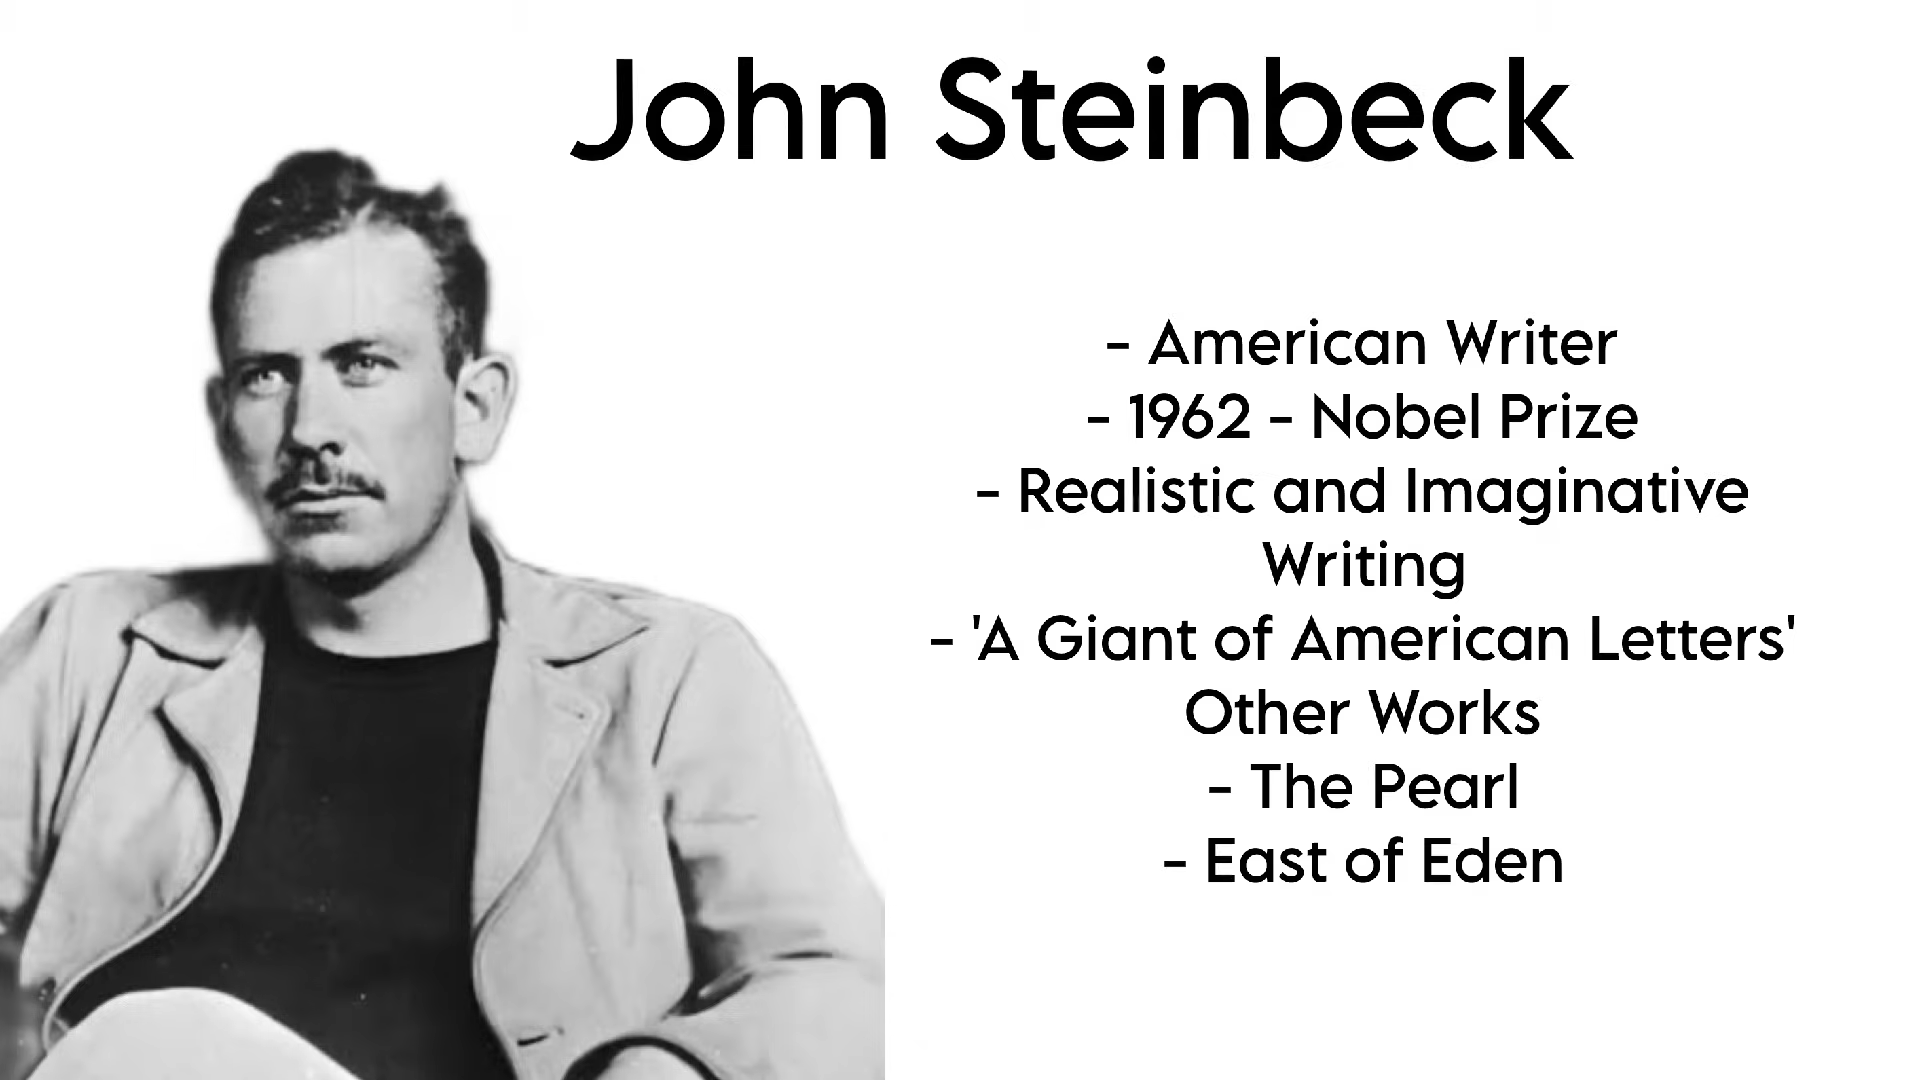 John Steinbeck
- American Writer
- 1962 - Nobel Prize
- Realistic and Imaginative
Writing
- 'A Giant of American Letters'
Other Works
- The Pearl
- East of Eden